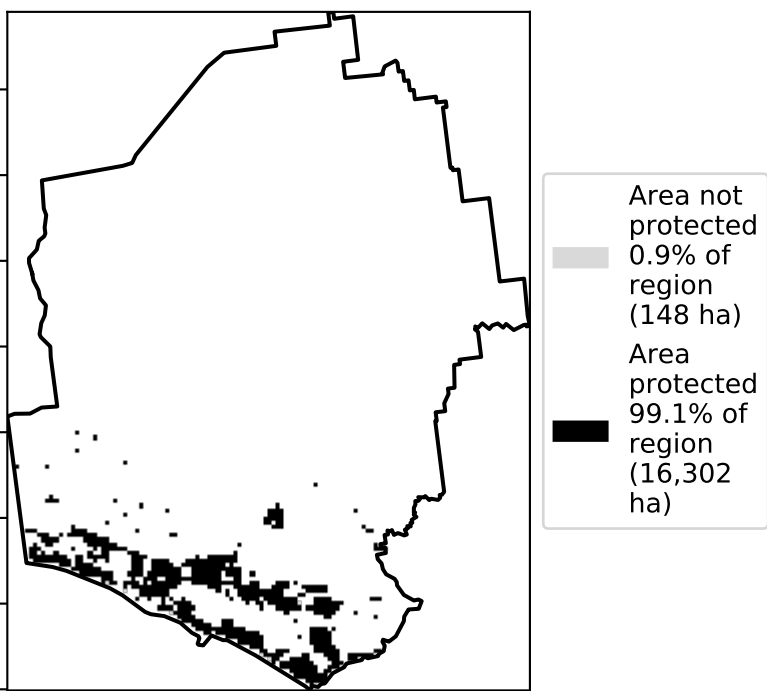 Area not
protected
0.9% of
region
(148 ha)
Area
protected
99.1% of
region
(16,302
ha)